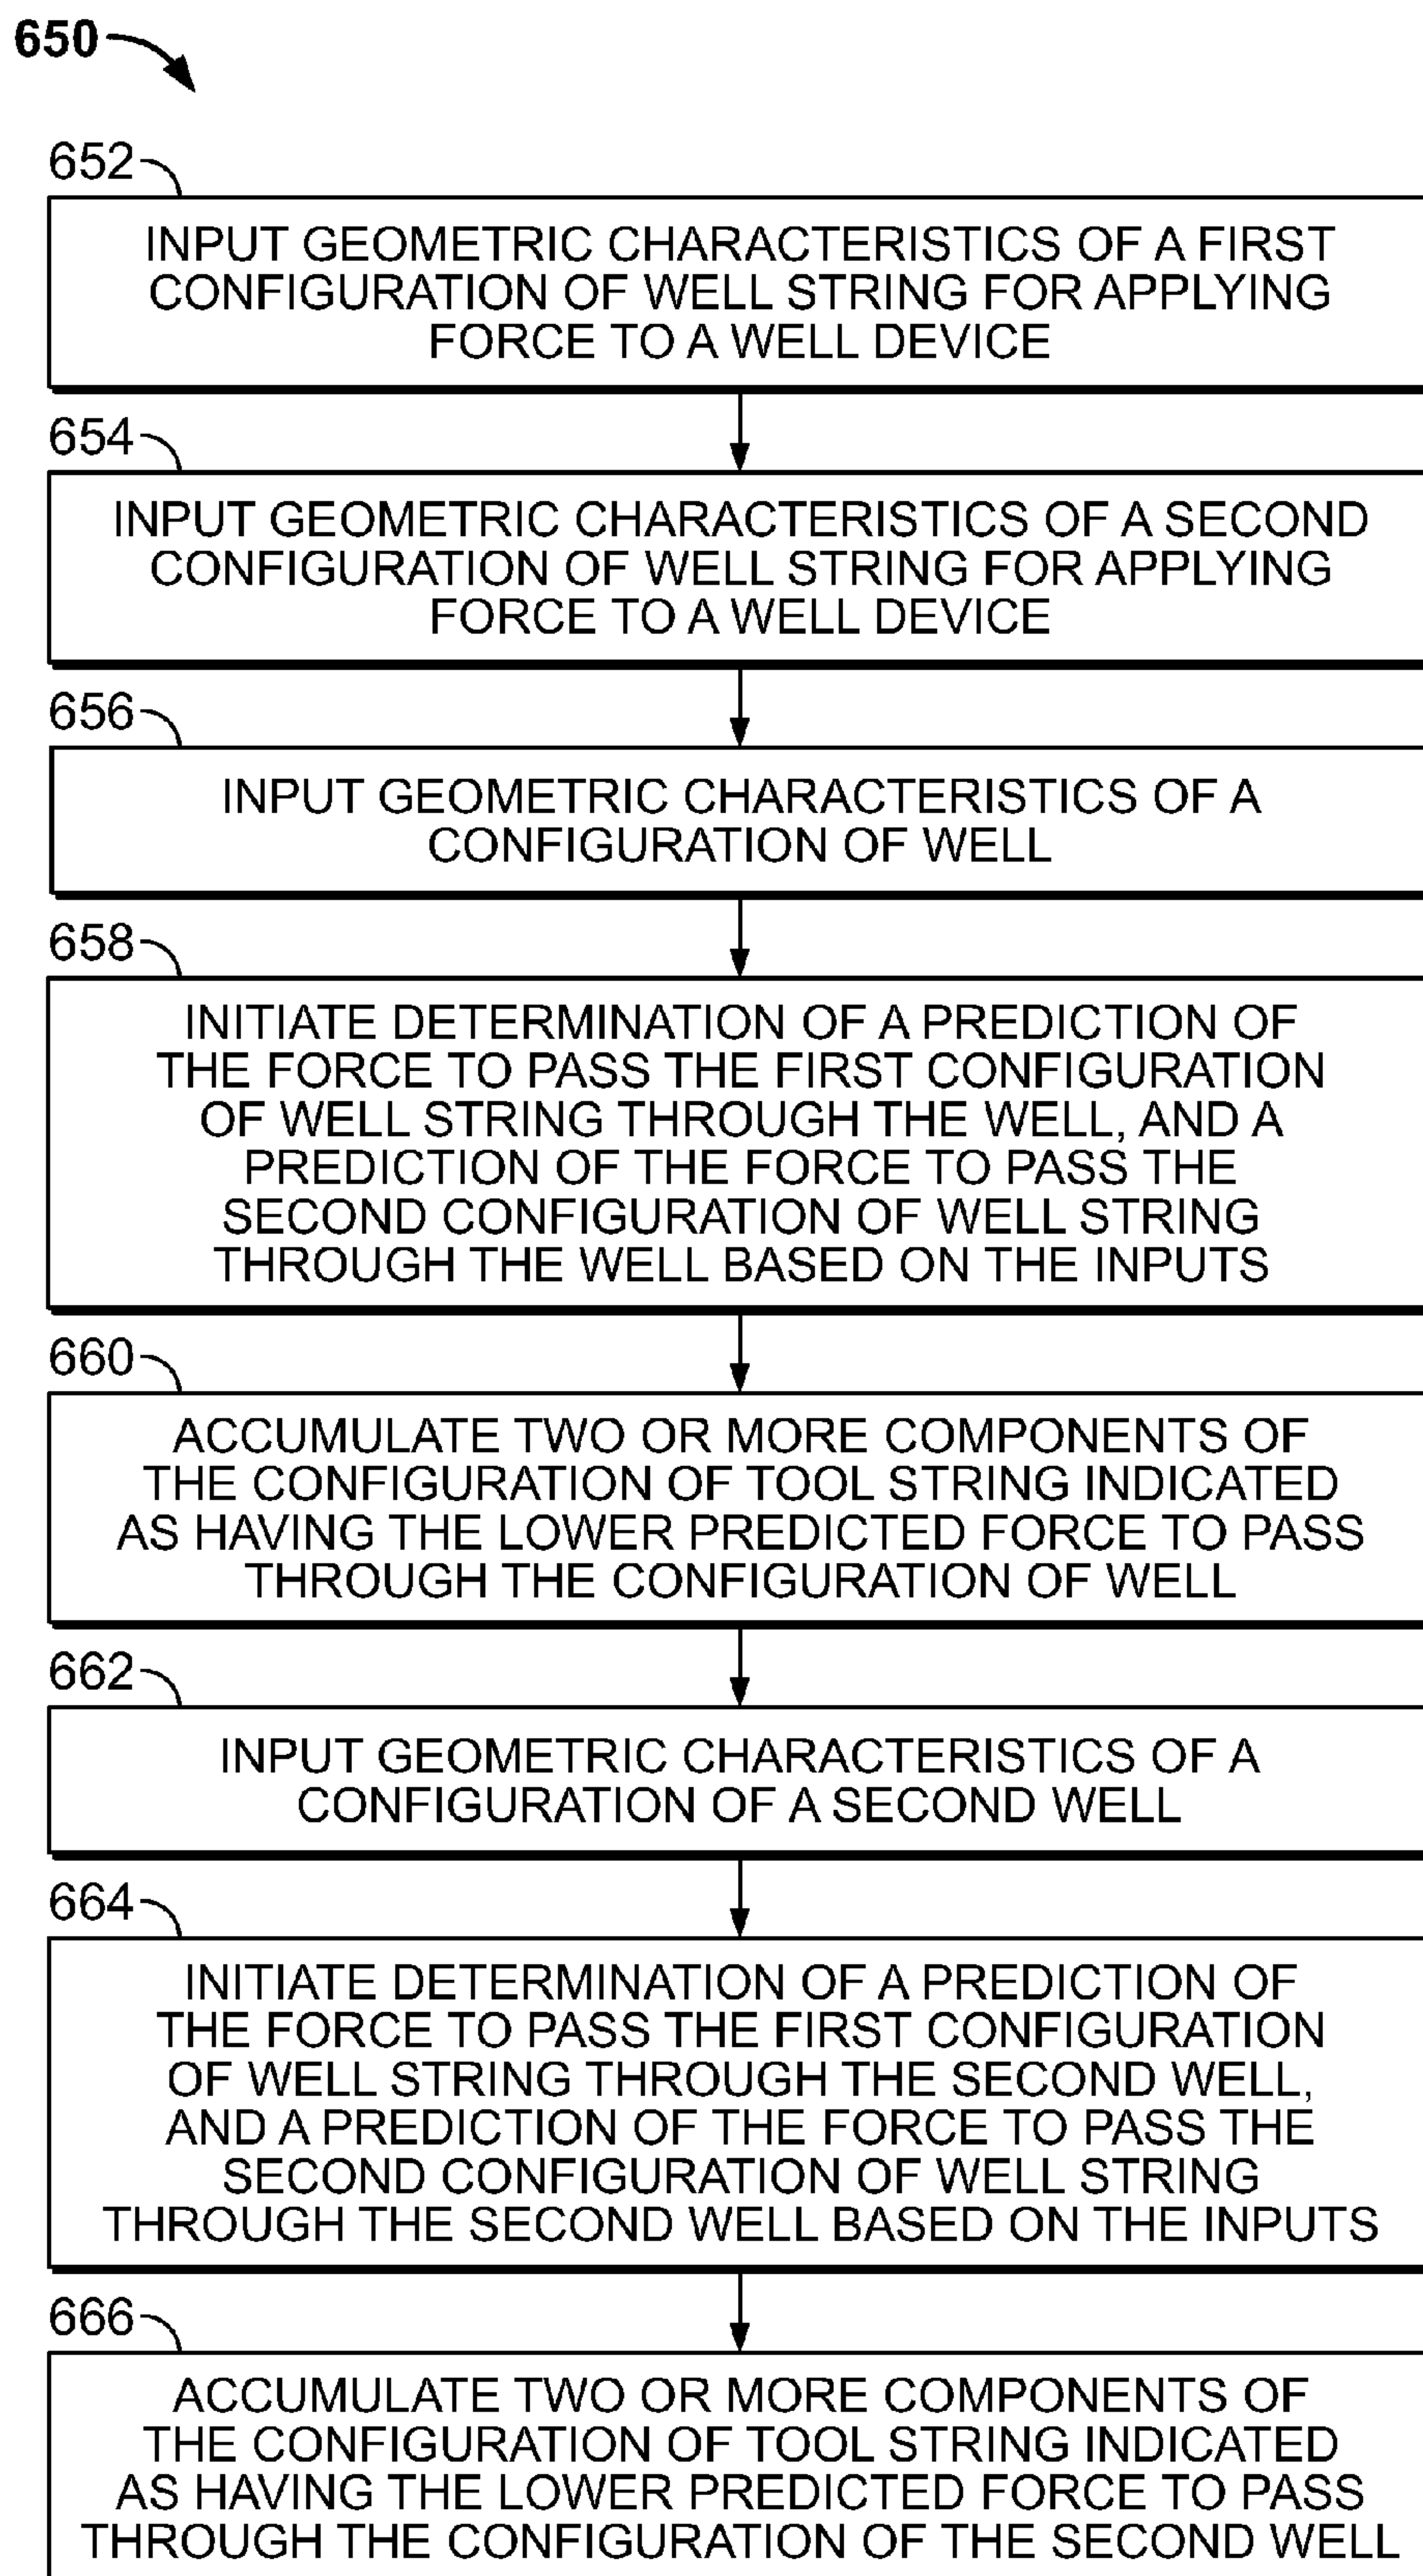 650
652
INPUT GEOMETRIC CHARACTERISTICS OF A FIRST
CONFIGURATION OF WELL STRING FOR APPLYING
FORCE TO A WELL DEVICE
654
INPUT GEOMETRIC CHARACTERISTICS OF A SECOND
CONFIGURATION OF WELL STRING FOR APPLYING
FORCE TO A WELL DEVICE
656
INPUT GEOMETRIC CHARACTERISTICS OF A
CONFIGURATION OF WELL
658
INITIATE DETERMINATION OF A PREDICTION OF
THE FORCE TO PASS THE FIRST CONFIGURATION
OF WELL STRING THROUGH THE WELL, AND A
PREDICTION OF THE FORCE TO PASS THE
SECOND CONFIGURATION OF WELL STRING
THROUGH THE WELL BASED ON THE INPUTS
660
ACCUMULATE TWO OR MORE COMPONENTS OF
THE CONFIGURATION OF TOOL STRING INDICATED
AS HAVING THE LOWER PREDICTED FORCE TO PASS
THROUGH THE CONFIGURATION OF WELL
662
INPUT GEOMETRIC CHARACTERISTICS OF A
CONFIGURATION OF A SECOND WELL
664
INITIATE DETERMINATION OF A PREDICTION OF
THE FORCE TO PASS THE FIRST CONFIGURATION
OF WELL STRING THROUGH THE SECOND WELL,
AND A PREDICTION OF THE FORCE TO PASS THE
SECOND CONFIGURATION OF WELL STRING
THROUGH THE SECOND WELL BASED ON THE INPUTS
666
ACCUMULATE TWO OR MORE COMPONENTS OF
THE CONFIGURATION OF TOOL STRING INDICATED
AS HAVING THE LOWER PREDICTED FORCE TO PASS
THROUGH THE CONFIGURATION OF THE SECOND WELL